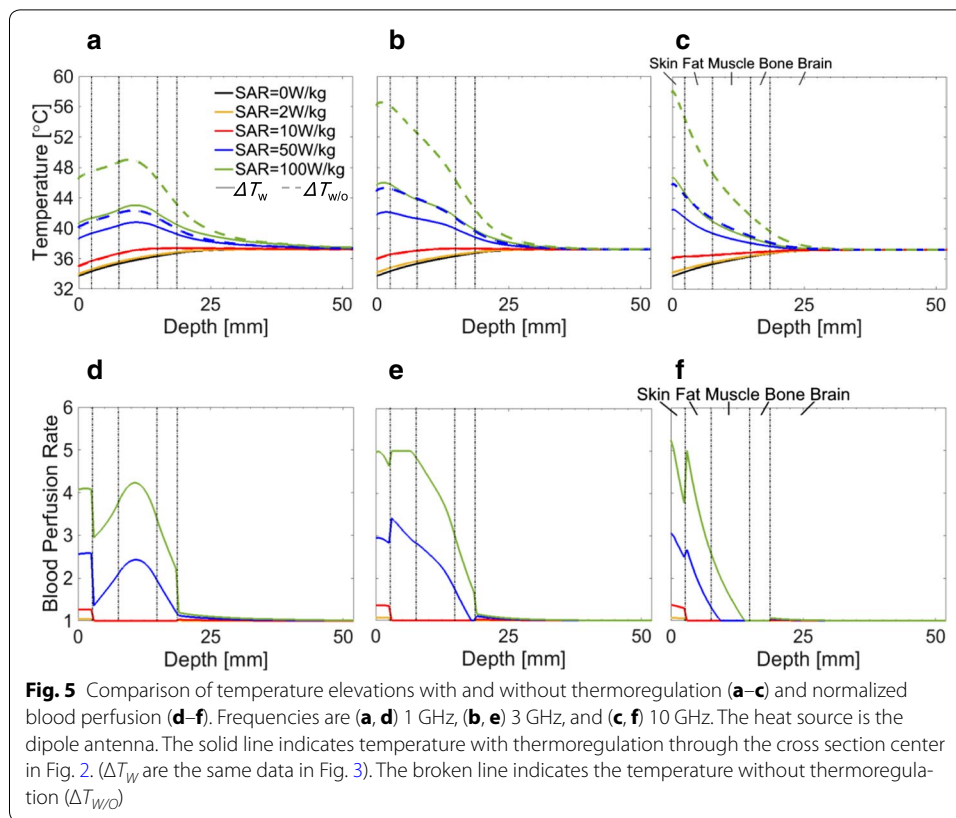 a
b
c
Skin Fat Muscle Bone Brain
60
56
52
48
44
40
36
32
Temperature [°C]
SAR=0W/kg
SAR=2W/kg
SAR=10W/kg
SAR=50W/kg
SAR=100W/kg
ΔTw ΔTw/o
0 25 50
0 25 50
0 25 50
Depth [mm]
Depth [mm]
Depth [mm]
d
e
f
Skin Fat Muscle Bone Brain
6
5
4
3
2
1
Blood Perfusion Rate
0 25 50
0 25 50
0 25 50
Depth [mm]
Depth [mm]
Depth [mm]
Fig. 5 Comparison of temperature elevations with and without thermoregulation (a–c) and normalized
blood perfusion (d–f). Frequencies are (a, d) 1 GHz, (b, e) 3 GHz, and (c, f) 10 GHz. The heat source is the
dipole antenna. The solid line indicates temperature with thermoregulation through the cross section center
in Fig. 2. (ΔTW are the same data in Fig. 3). The broken line indicates the temperature without thermoregula-
tion (ΔTW/O)